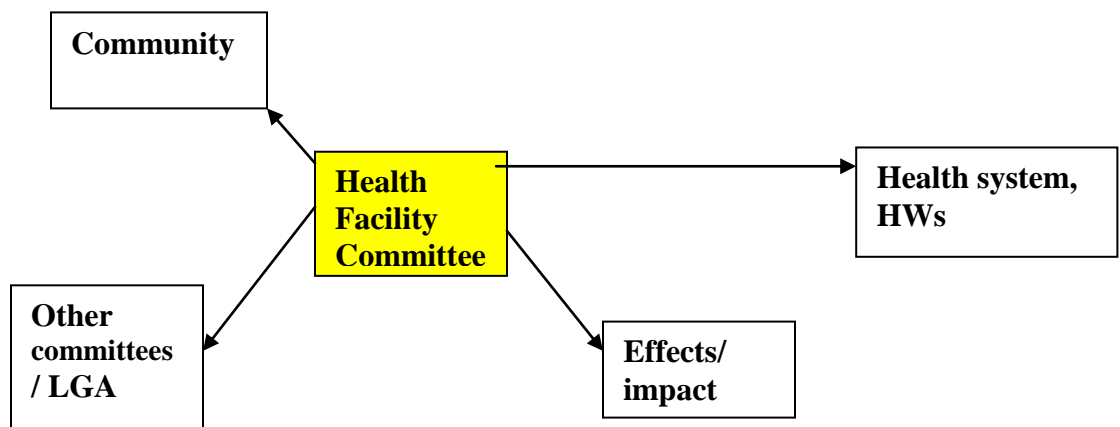 Community
Health
Facility
Committee
Health system,
HWs
Other
committees
/ LGA
Effects/
impact